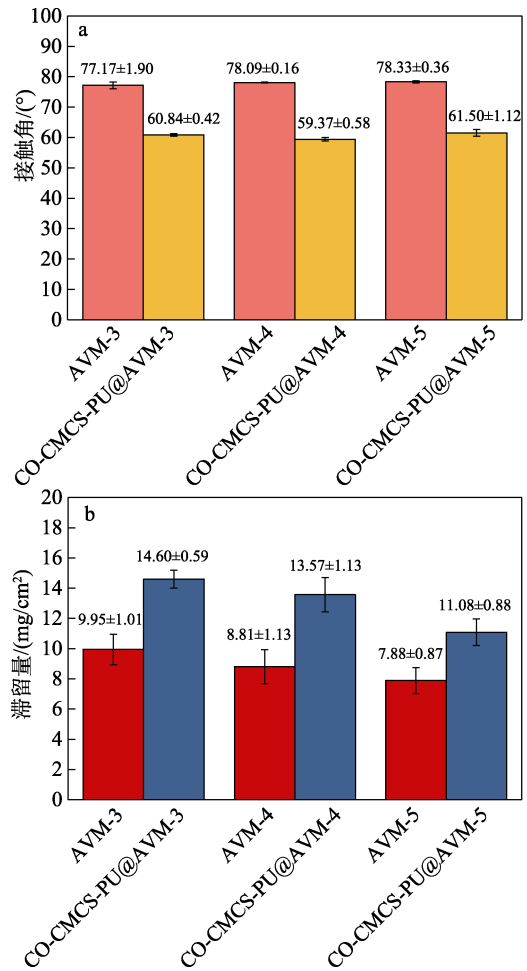 a
接触角/(°)
100
90
80
70
60
50
40
30
20
10
0
77.17±1.90
60.84±0.42
78.09±0.16
59.37±0.58
78.33±0.36
61.50±1.12
AVM-3
CO-CMCS-PU@AVM-3
AVM-4
CO-CMCS-PU@AVM-4
AVM-5
CO-CMCS-PU@AVM-5
b
滞留量/(mg/cm²)
20
18
16
14
12
10
8
6
4
2
0
9.95±1.01
14.60±0.59
8.81±1.13
13.57±1.13
7.88±0.87
11.08±0.88
AVM-3
CO-CMCS-PU@AVM-3
AVM-4
CO-CMCS-PU@AVM-4
AVM-5
CO-CMCS-PU@AVM-5